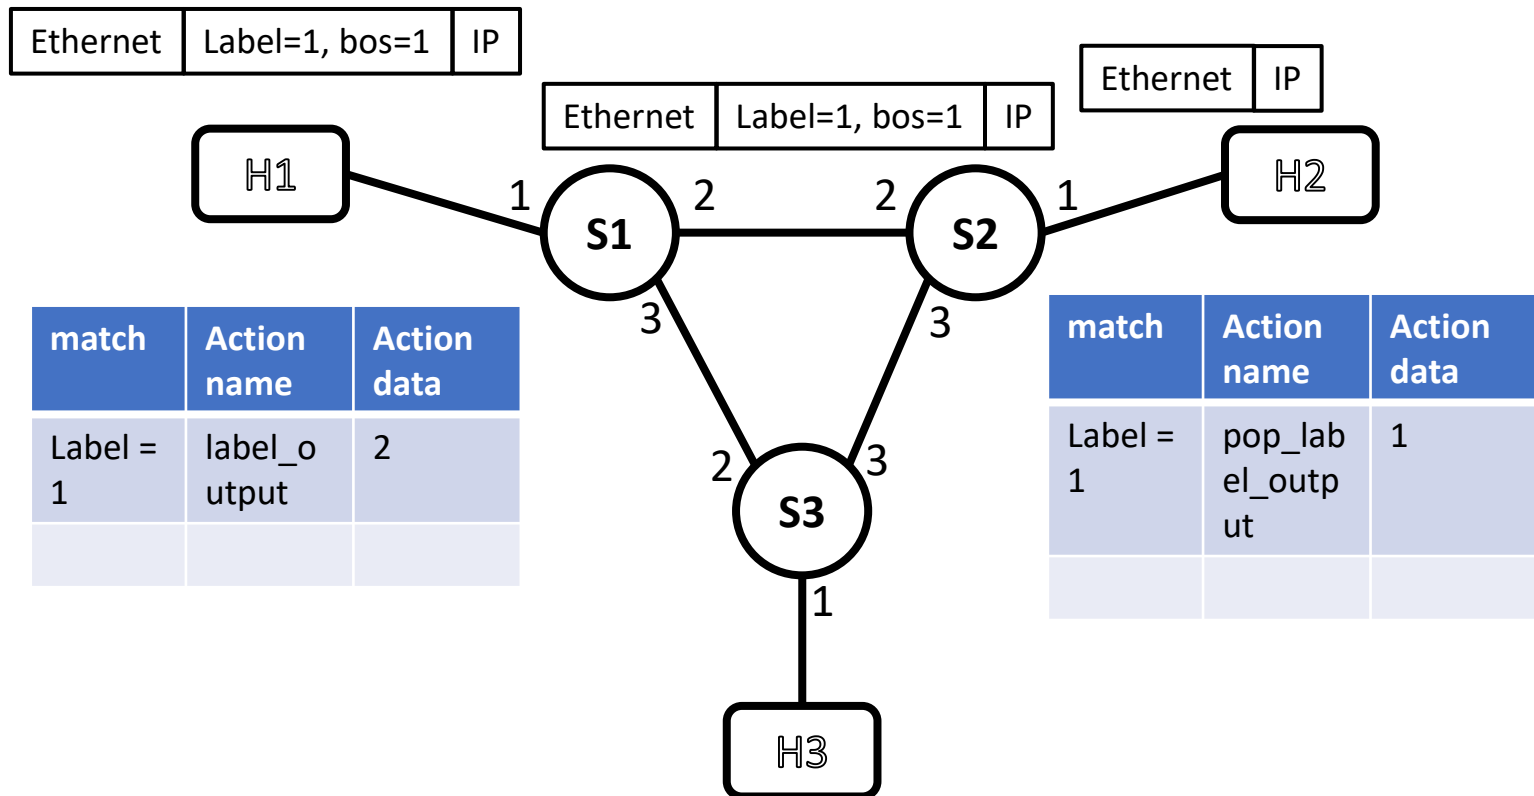 Ethernet Label=1, bos=1 IP
Ethernet IP
Ethernet Label=1, bos=1 IP
H1
H2
1
2
2
1
S1
S2
3
3
match Action name Action data
Label = 1 label_o
utput 2
match Action name Action data
Label = 1 pop_lab
el_outp
ut 1
2
3
S3
1
H3